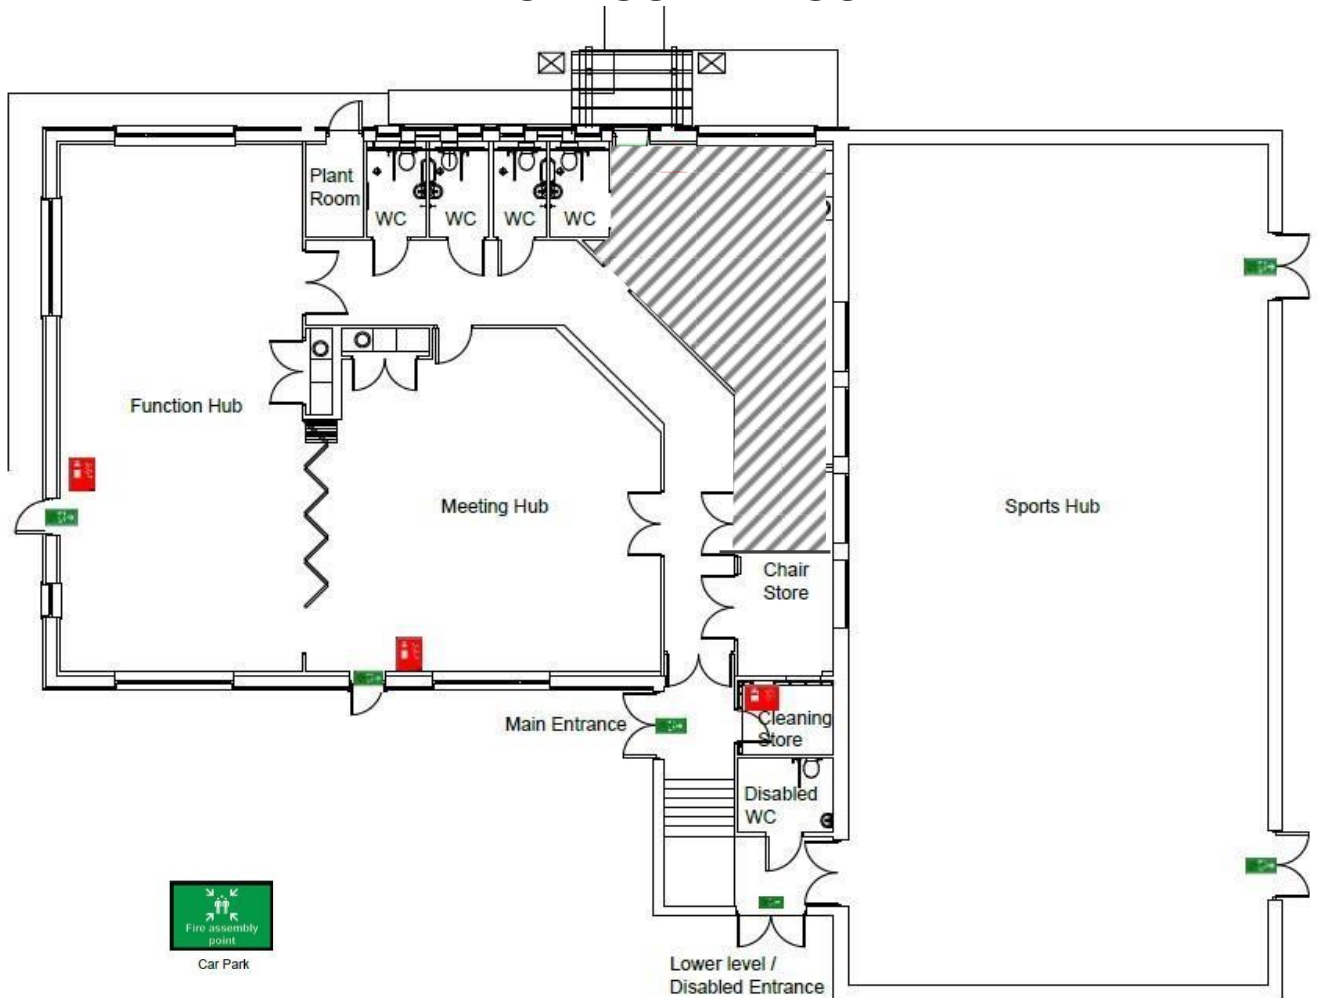 Plant
Room
WC
WC
WC
WC
Function Hub
Meeting Hub
Sports Hub
Chair
Store
Main Entrance
Cleaning
Store
Disabled
WC
Fire assembly
point
Car Park
Lower level /
Disabled Entrance